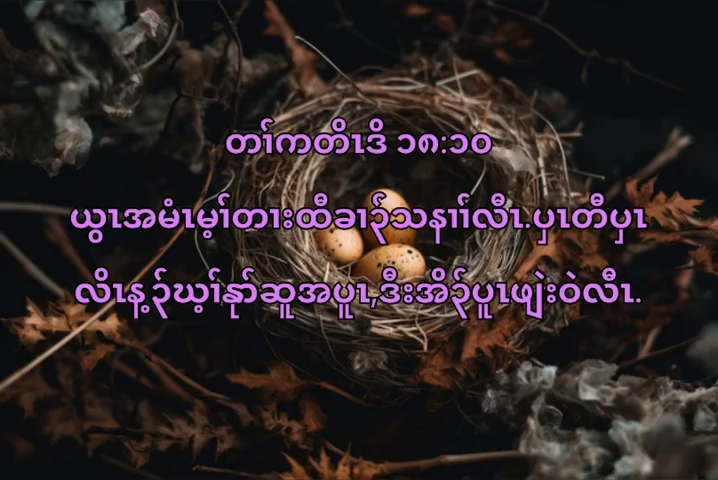 တၢ်ကတိၤဒိ ၁၈:၁၀
ယွၤအမံၤမ့ၢ်တၢးထီခၢၣ်သနၢၢ်လီၤ.ပှၤတီပှၤ
လိၤန့ၣ်ဃ့ၢ်နုာ်ဆူအပူၤ,ဒီးအိၣ်ပူၤဖျဲးဝဲလီၤ.